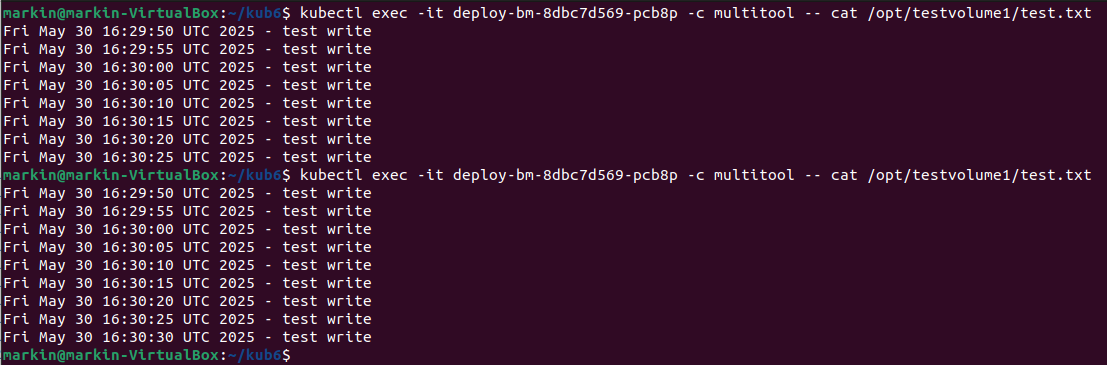 markin@markin-VirtualBox:~/kub6$ kubectl exec -it deploy-bm-8dbc7d569-pcb8p -c multitool -- cat /opt/testvolume1/test.txt
Fri May 30 16:29:50 UTC 2025 - test write
Fri May 30 16:29:55 UTC 2025 - test write
Fri May 30 16:30:00 UTC 2025 - test write
Fri May 30 16:30:05 UTC 2025 - test write
Fri May 30 16:30:10 UTC 2025 - test write
Fri May 30 16:30:15 UTC 2025 - test write
Fri May 30 16:30:20 UTC 2025 - test write
Fri May 30 16:30:25 UTC 2025 - test write
markin@markin-VirtualBox:~/kub6$ kubectl exec -it deploy-bm-8dbc7d569-pcb8p -c multitool -- cat /opt/testvolume1/test.txt
Fri May 30 16:29:50 UTC 2025 - test write
Fri May 30 16:29:55 UTC 2025 - test write
Fri May 30 16:30:00 UTC 2025 - test write
Fri May 30 16:30:05 UTC 2025 - test write
Fri May 30 16:30:10 UTC 2025 - test write
Fri May 30 16:30:15 UTC 2025 - test write
Fri May 30 16:30:20 UTC 2025 - test write
Fri May 30 16:30:25 UTC 2025 - test write
Fri May 30 16:30:30 UTC 2025 - test write
markin@markin-VirtualBox:~/kub6$